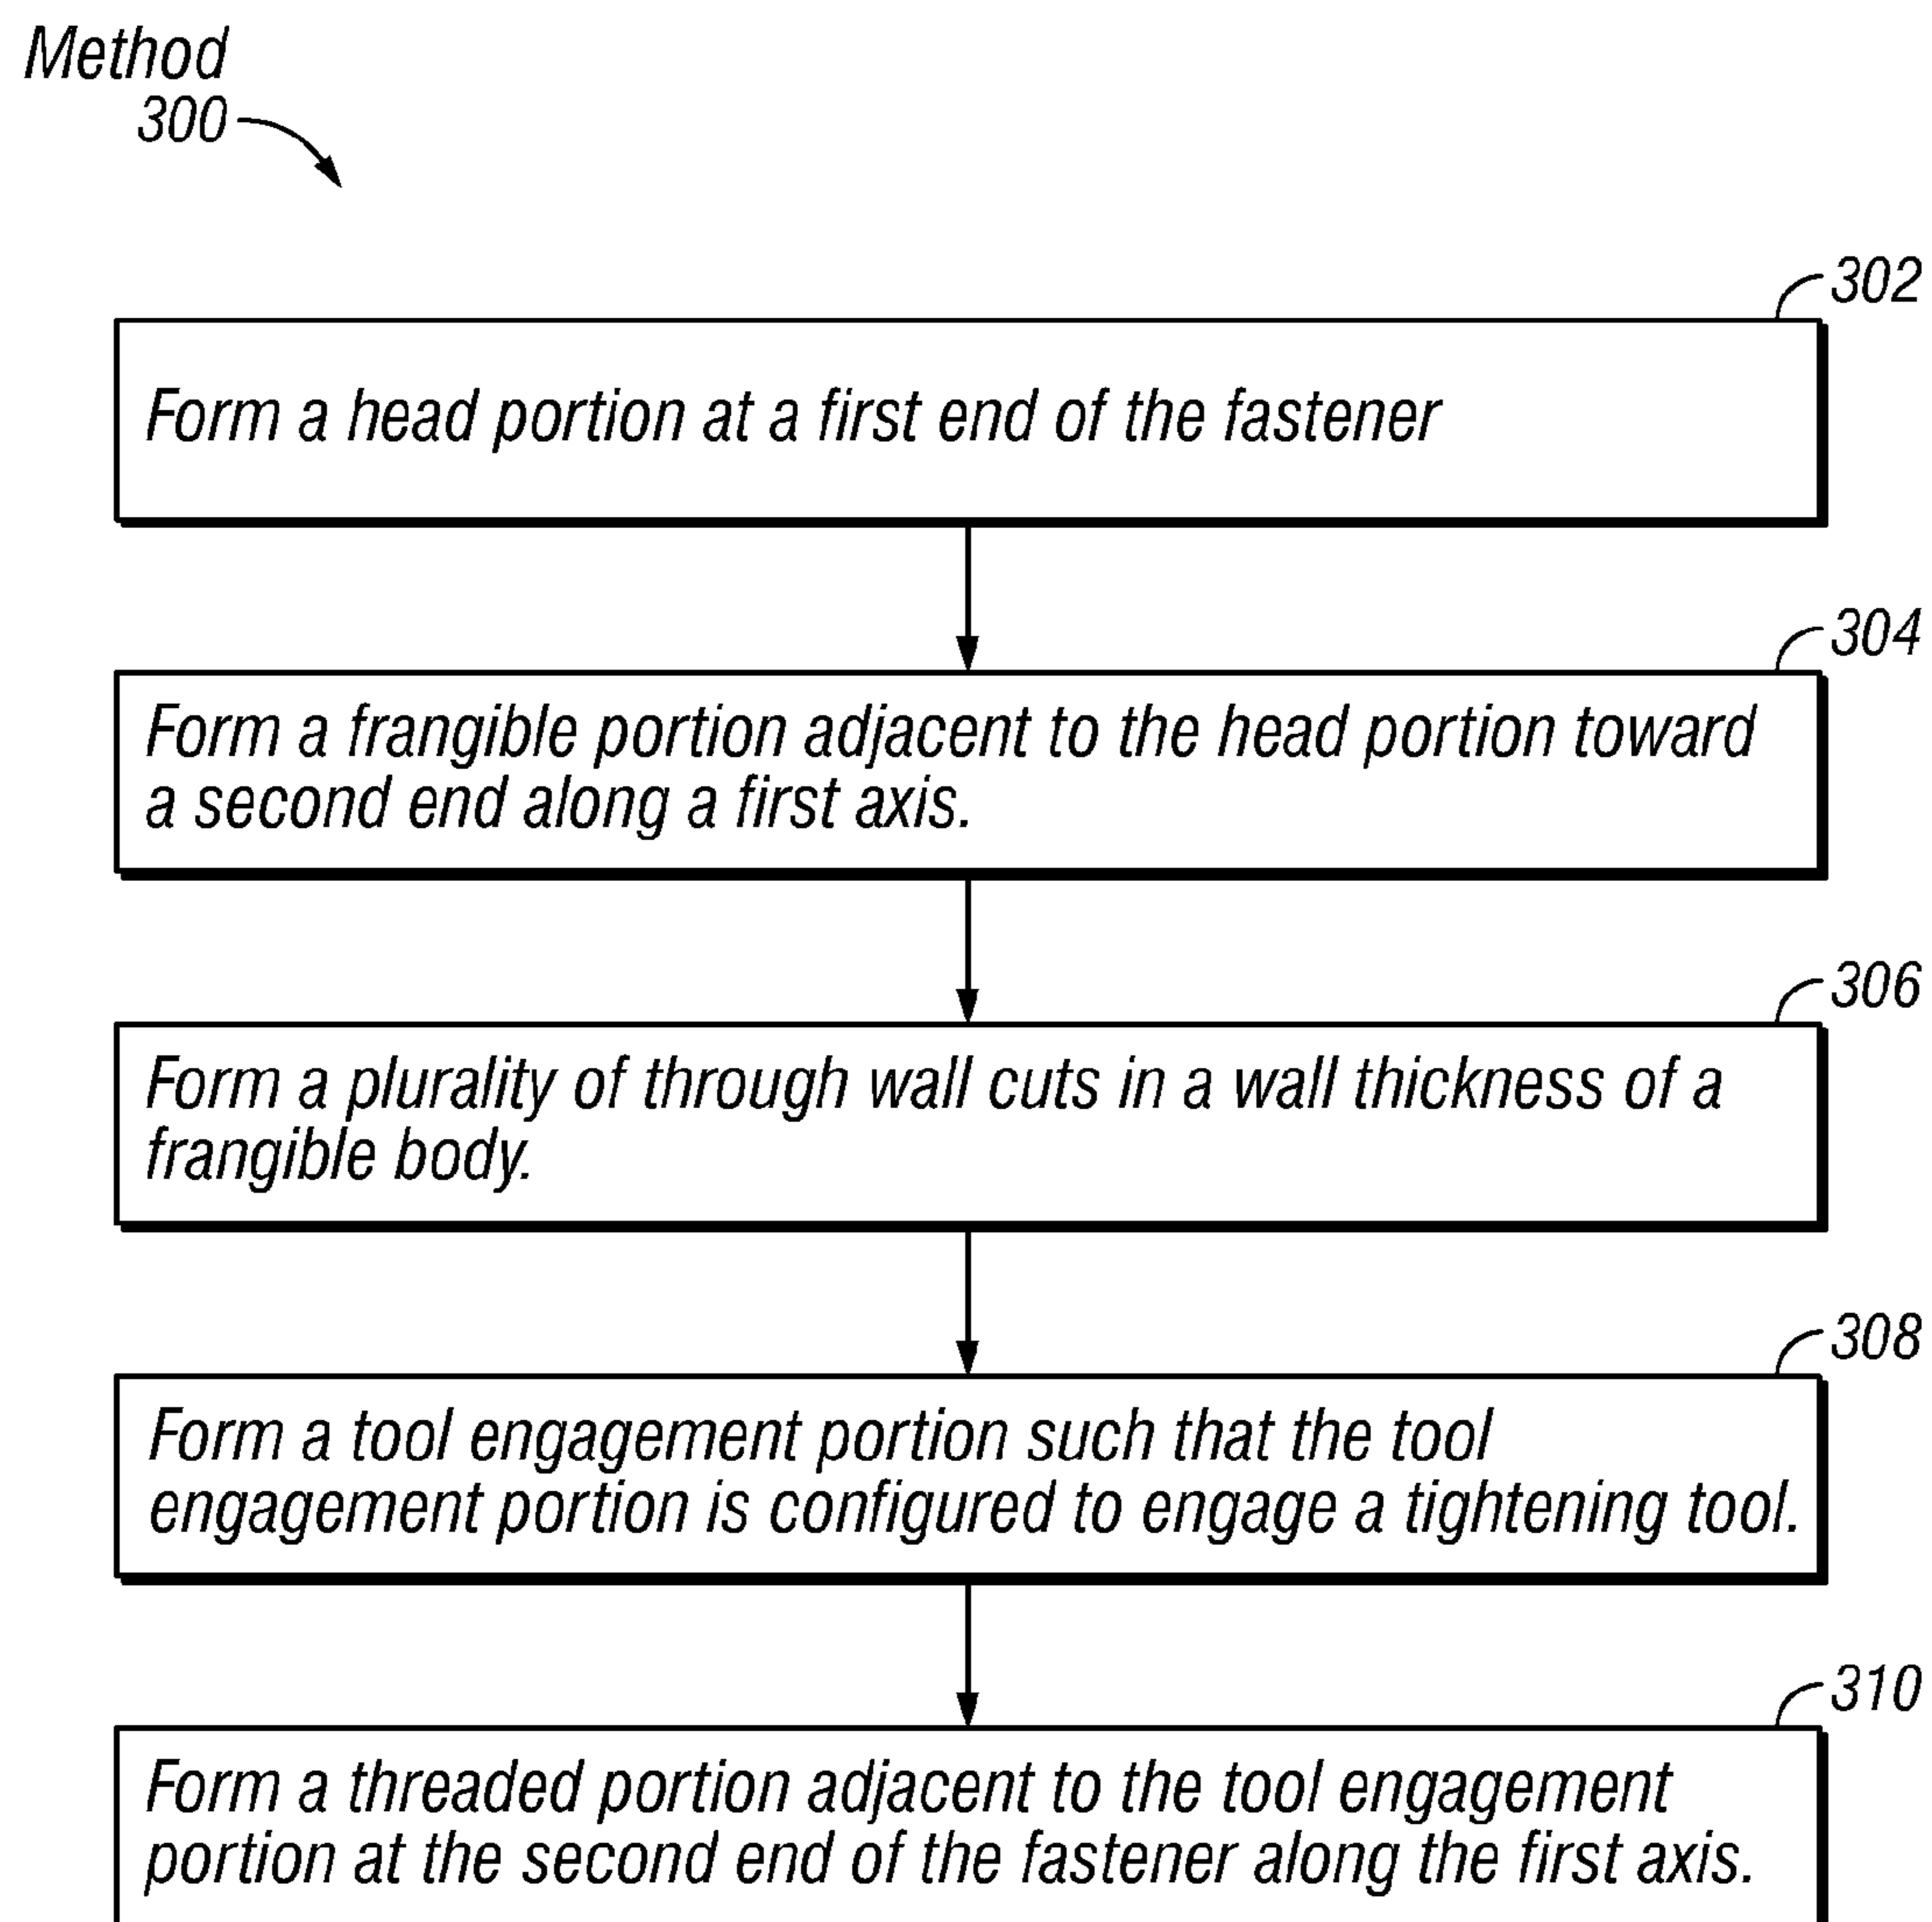 Method
300
302
Form a head portion at a first end of the fastener
304
Form a frangible portion adjacent to the head portion toward
a second end along a first axis.
306
Form a plurality of through wall cuts in a wall thickness of a
frangible body.
308
Form a tool engagement portion such that the tool
engagement portion is configured to engage a tightening tool.
310
Form a threaded portion adjacent to the tool engagement
portion at the second end of the fastener along the first axis.